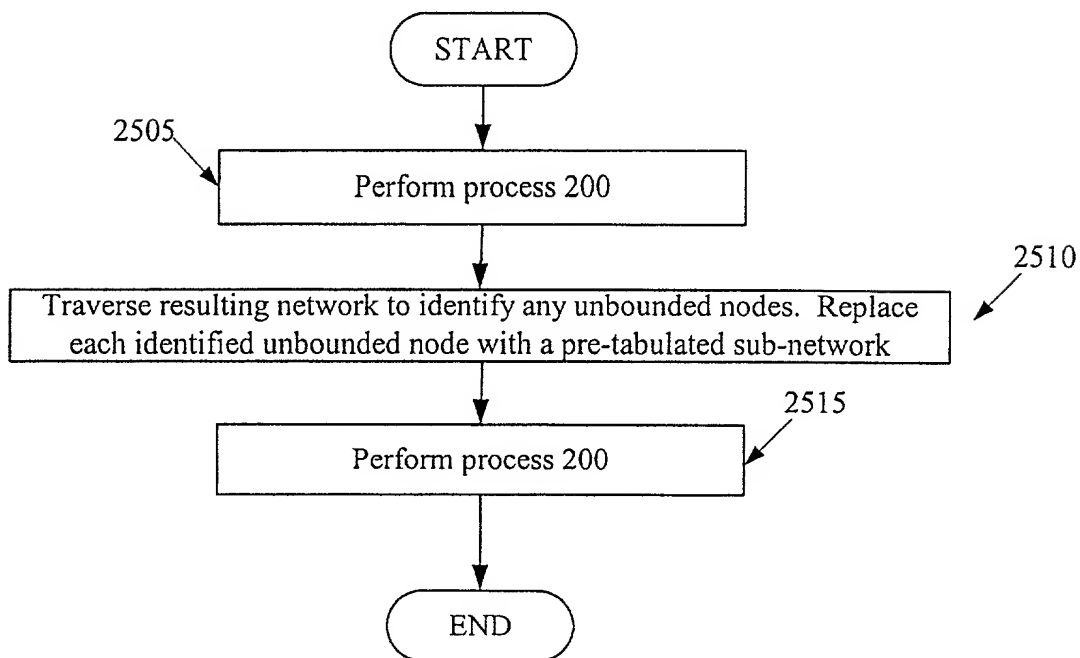 START
2505
Perform process 200
2510
Traverse resulting network to identify any unbounded nodes. Replace
each identified unbounded node with a pre-tabulated sub-network
2515
Perform process 200
END